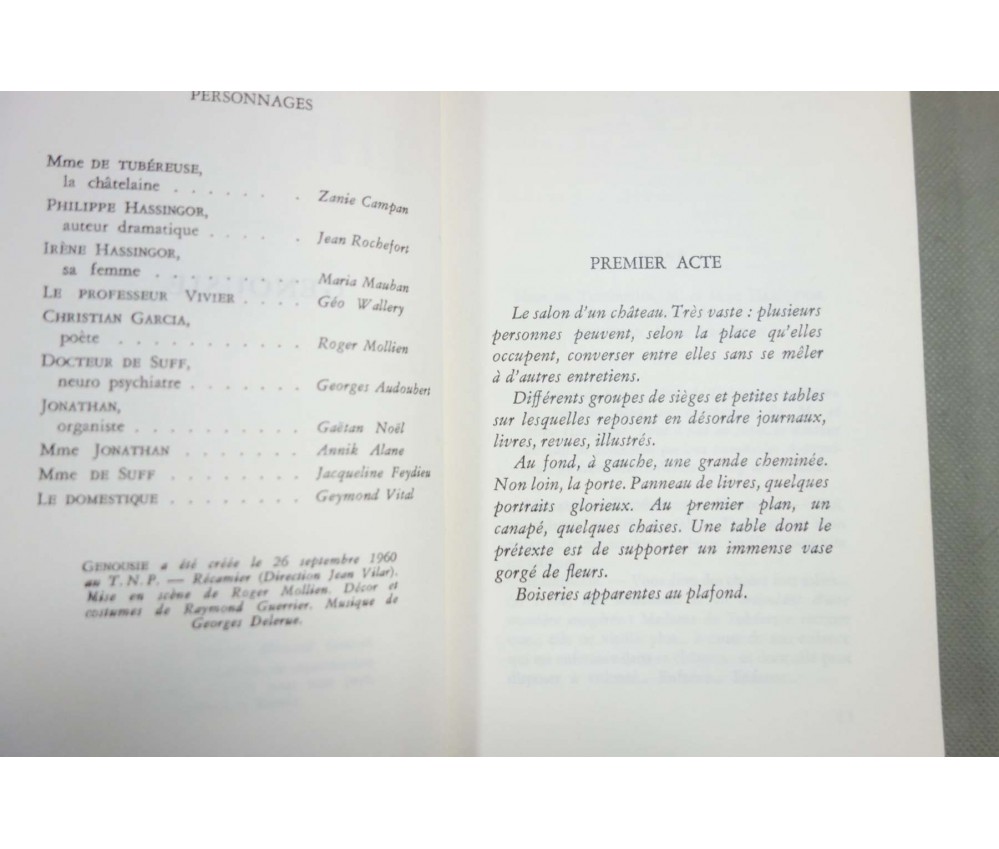 PERSONNAGES
Mme DE TUBÉREUSE,
la châtelaine . . . . . . . Zanie Campan
PHILIPPE HASSINGOR,
auteur dramatique . . . . . Jean Rochefort
IRÈNE HASSINGOR,
sa femme . . . . . . . . Maria Mauban
LE PROFESSEUR VIVIER . . . . Géo Wallery
CHRISTIAN GARCIA,
poète . . . . . . . . . . Roger Mollien
DOCTEUR DE SUFF,
neuro psychiatre . . . . . . Georges Audoubert
JONATHAN,
organiste . . . . . . . . Gaëtan Noël
Mme JONATHAN . . . . . . . Annik Alane
Mme DE SUFF . . . . . . . . Jacqueline Feydieu
LE DOMESTIQUE . . . . . . . . Geymond Vital
GENOUSIE a été créée le 26 septembre 1960
au T.N.P. — Récamier (Direction Jean Vilar).
Mise en scène de Roger Mollien. Décor et
costumes de Raymond Guerrier. Musique de
Georges Delerue.
PREMIER ACTE
Le salon d'un château. Très vaste : plusieurs
personnes peuvent, selon la place qu'elles
occupent, converser entre elles sans se mêler
à d'autres entretiens.
Différents groupes de sièges et petites tables
sur lesquelles reposent en désordre journaux,
livres, revues, illustrés.
Au fond, à gauche, une grande cheminée.
Non loin, la porte. Panneau de livres, quelques
portraits glorieux. Au premier plan, un
canapé, quelques chaises. Une table dont le
prétexte est de supporter un immense vase
gorgé de fleurs.
Boiseries apparentes au plafond.